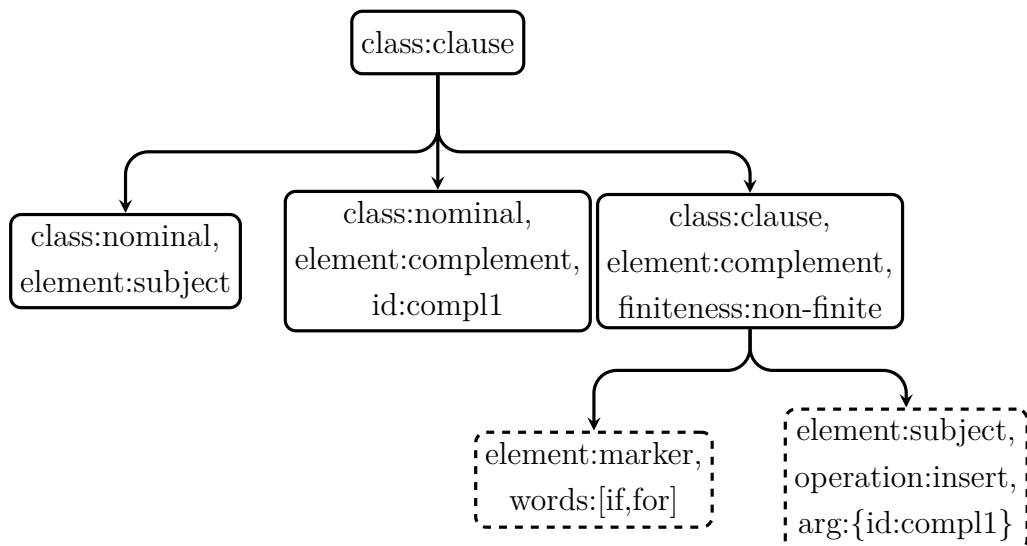 class:clause
class:nominal,
element:subject
class:nominal,
element:complement,
id:compl1
class:clause,
element:complement,
finiteness:non-finite
element:marker,
words:[if,for]
element:subject,
operation:insert,
arg:{id:compl1}